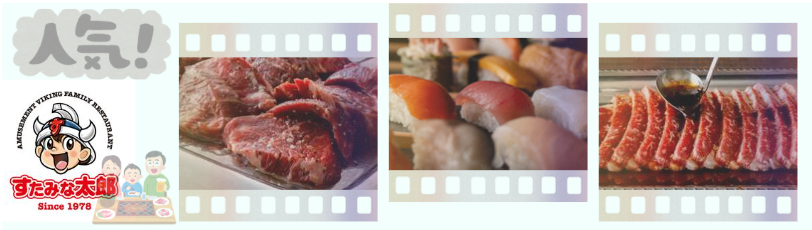 人気!
AMUSEMENT VIKING FAMILY RESTAURANT
すたみな太郎
Since 1978